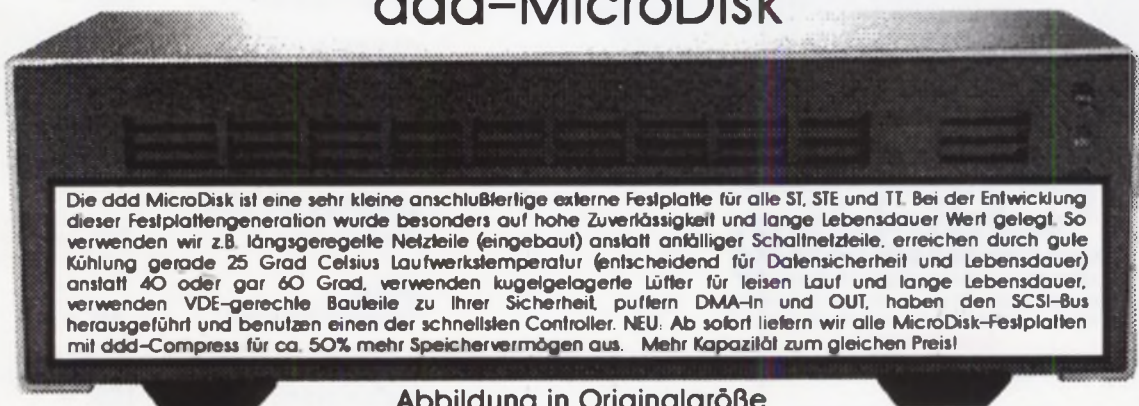 ddd-MicroDisk
Die ddd MicroDisk ist eine sehr kleine anschlußfertige externe Festplatte für alle ST, STE und TT. Bei der Entwicklung
dieser Festplattengeneration wurde besonders auf hohe Zuverlässigkeit und lange Lebensdauer Wert gelegt. So
verwenden wir z.B. längsgeregelte Netzteile (eingebaut) anstatt anfälliger Schaltnetzteile, erreichen durch gute
Kühlung gerade 25 Grad Celsius Laufwerkstemperatur (entscheidend für Datensicherheit und Lebensdauer)
anstatt 40 oder gar 60 Grad, verwenden kugelgelagerte Lüfter für leisen Lauf und lange Lebensdauer,
verwenden VDE-gerechte Bauteile zu Ihrer Sicherheit, puffern DMA-In und OUT, haben den SCSI-Bus
herausgeführt und benutzen einen der schnellsten Controller. NEU: Ab sofort liefern wir alle MicroDisk-Festplatten
mit ddd-Compress für ca. 50% mehr Speichervermögen aus. Mehr Kapazität zum gleichen Preis!
Abbildung in Originalgröße